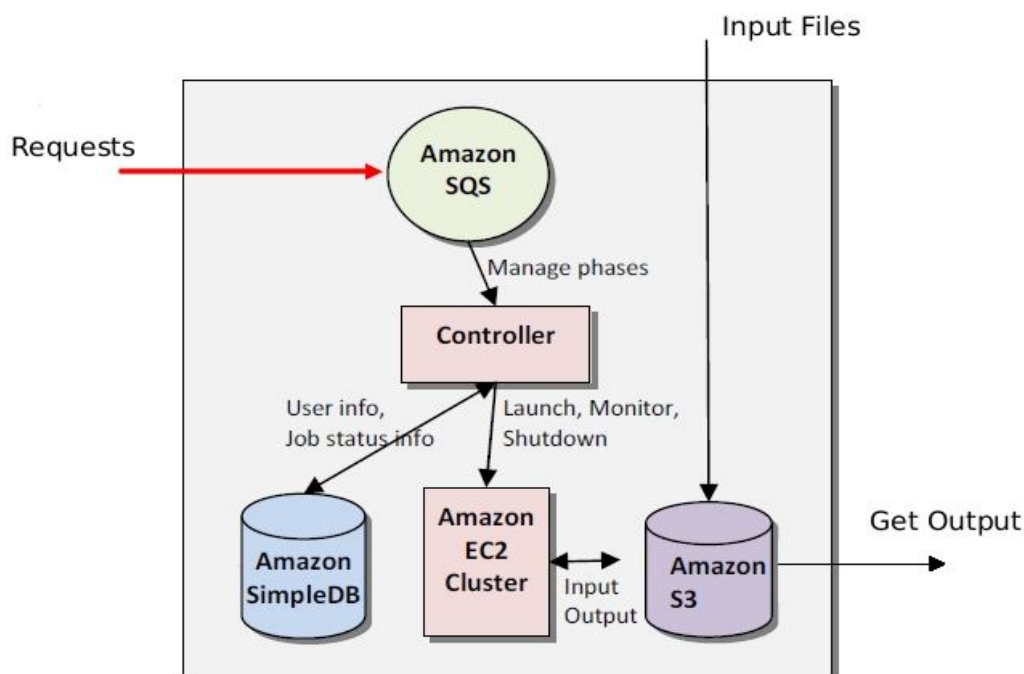 Input Files
Requests
Amazon
SQS
Manage phases
Controller
User info,
Job status info
Launch, Monitor,
Shutdown
Amazon
SimpleDB
Amazon
EC2
Cluster
Input
Output
Amazon
S3
Get Output